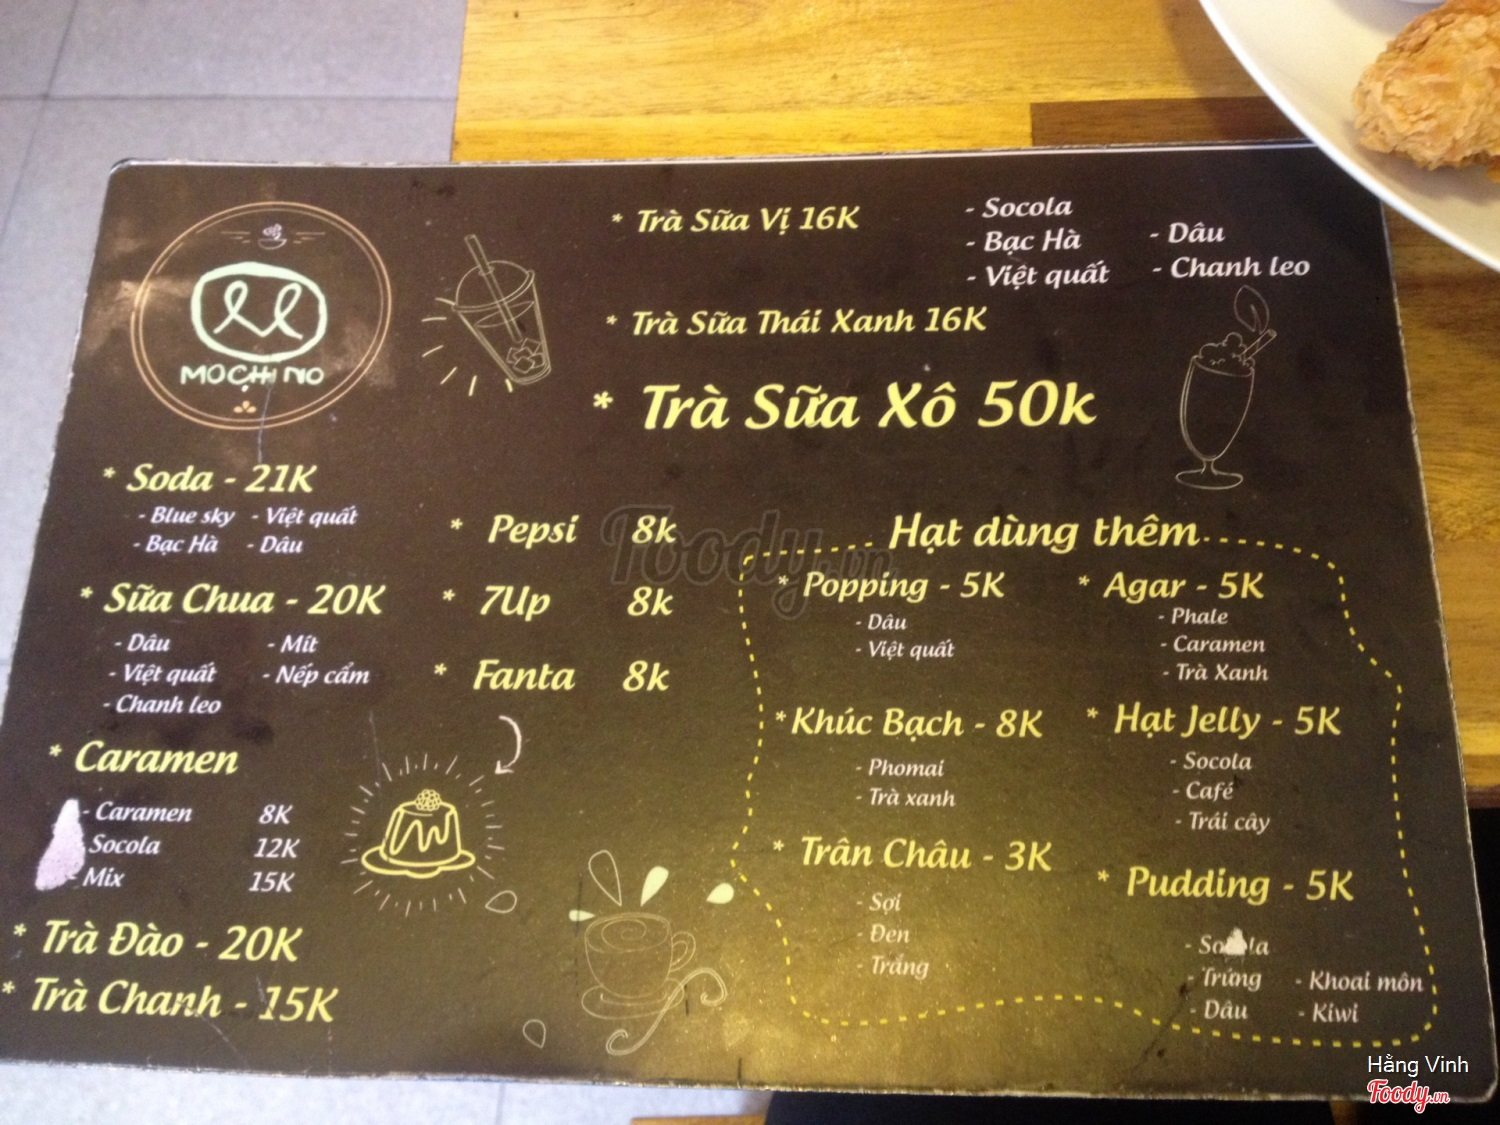 MOCHI NO
* Trà Sữa Vị 16K
- Socola
- Bạc Hà
- Việt quất
- Dâu
- Chanh leo
* Trà Sữa Thái Xanh 16K
* Trà Sữa Xô 50k
* Soda - 21K
- Blue sky - Việt quất
- Bạc Hà - Dâu
* Sữa Chua - 20K
- Dâu - Mít
- Việt quất - Nếp cẩm
- Chanh leo
* Caramen
- Caramen 8K
Socola 12K
- Mix 15K
* Trà Đào - 20K
* Trà Chanh - 15K
* Pepsi 8k
* 7Up 8k
* Fanta 8k
Hạt dùng thêm
* Popping - 5K
- Dâu
- Việt quất
* Khúc Bạch - 8K
- Phomai
- Trà xanh
* Trân Châu - 3K
- Sợi
- Đen
- Trắng
* Agar - 5K
- Phale
- Caramen
- Trà Xanh
* Hạt Jelly - 5K
- Socola
- Café
- Trái cây
* Pudding - 5K
- Socola
- Trứng - Khoai môn
- Dâu - Kiwi
Foody.vn
Hằng Vinh
Foody.vn